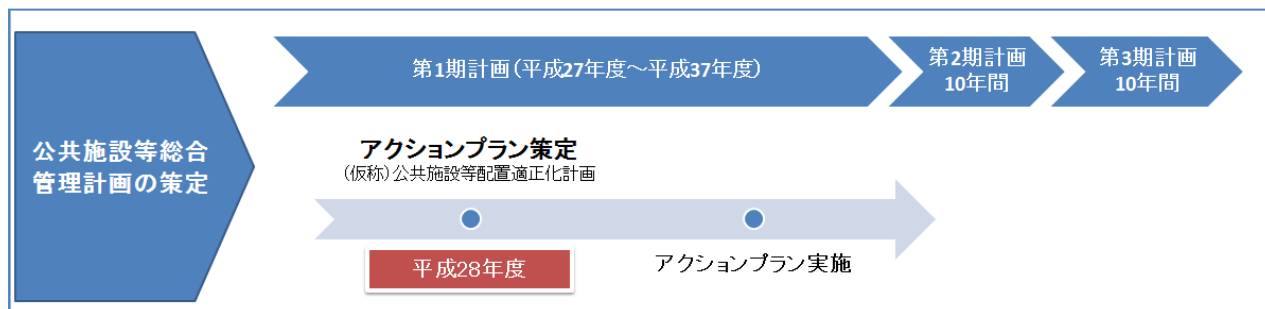 公共施設等総合
管理計画の策定
第1期計画(平成27年度～平成37年度)
第2期計画
10年間
第3期計画
10年間
アクションプラン策定
(仮称)公共施設等配置適正化計画
平成28年度
アクションプラン実施